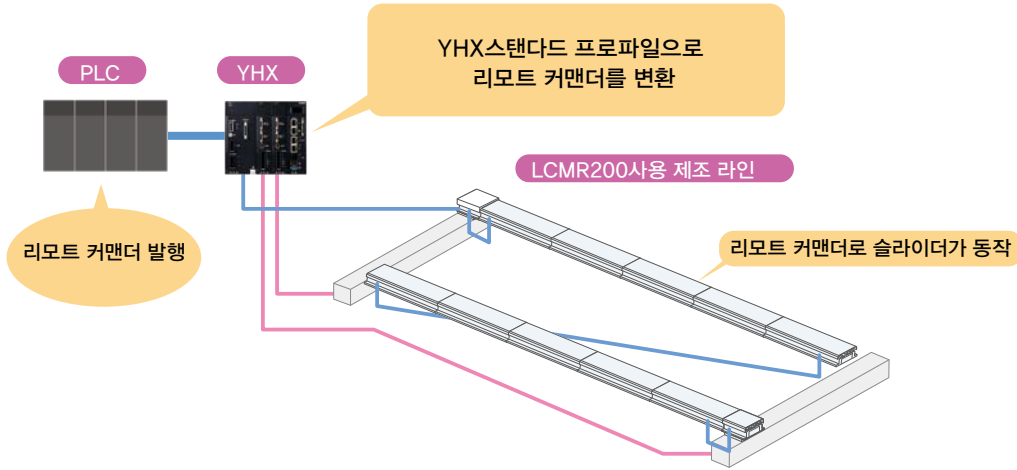 YHX스탠다드 프로파일으로
리모트 커맨더를 변환
PLC
YHX
LCMR200사용 제조 라인
리모트 커맨더 발행
리모트 커맨더로 슬라이더가 동작